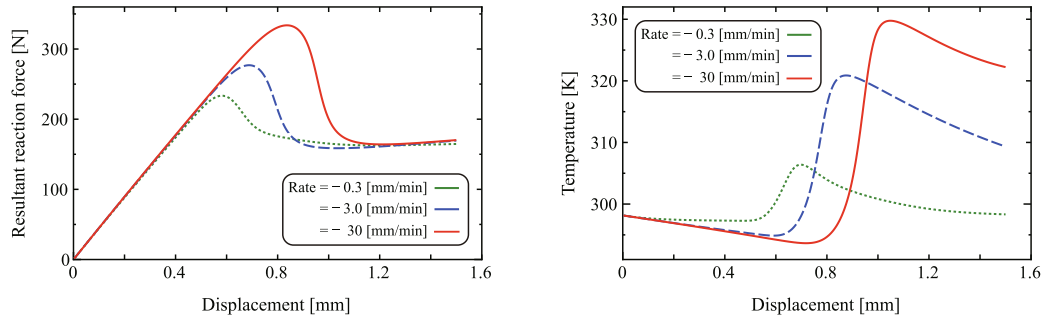 Resultant reaction force [N]
300
200
100
0
Rate = − 0.3 [mm/min]
= − 3.0 [mm/min]
= − 30 [mm/min]
0
0.4
0.8
1.2
1.6
Displacement [mm]
Temperature [K]
330
320
310
300
Rate = − 0.3 [mm/min]
= − 3.0 [mm/min]
= − 30 [mm/min]
0
0.4
0.8
1.2
1.6
Displacement [mm]